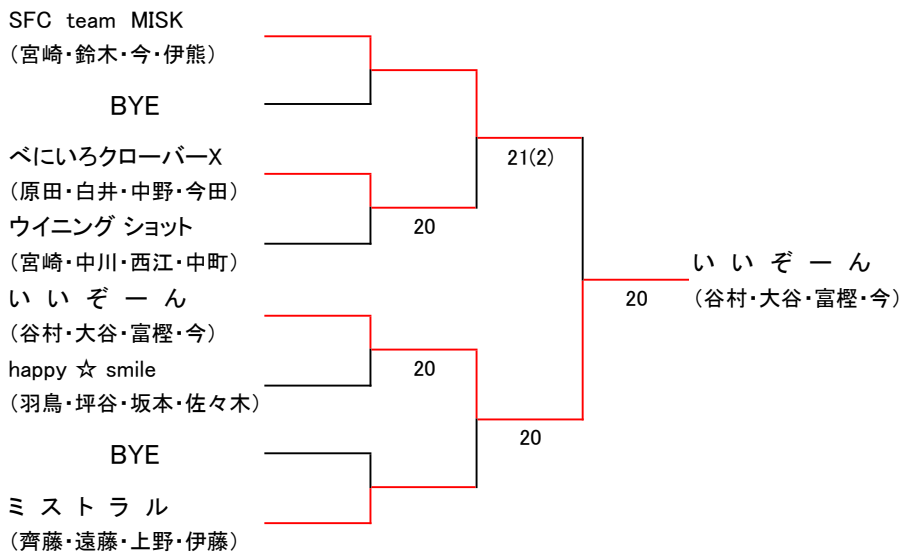 SFC team MISK
（宮崎・鈴木・今・伊熊）
BYE
べにいろクローバーX
（原田・白井・中野・今田）
ウイニング ショット
（宮崎・中川・西江・中町）
い い ぞ ー ん
（谷村・大谷・富樫・今）
happy ☆ smile
（羽鳥・坪谷・坂本・佐々木）
BYE
ミ ス ト ラ ル
（齊藤・遠藤・上野・伊藤）
20
20
21(2)
20
20
い い ぞ ー ん
（谷村・大谷・富樫・今）